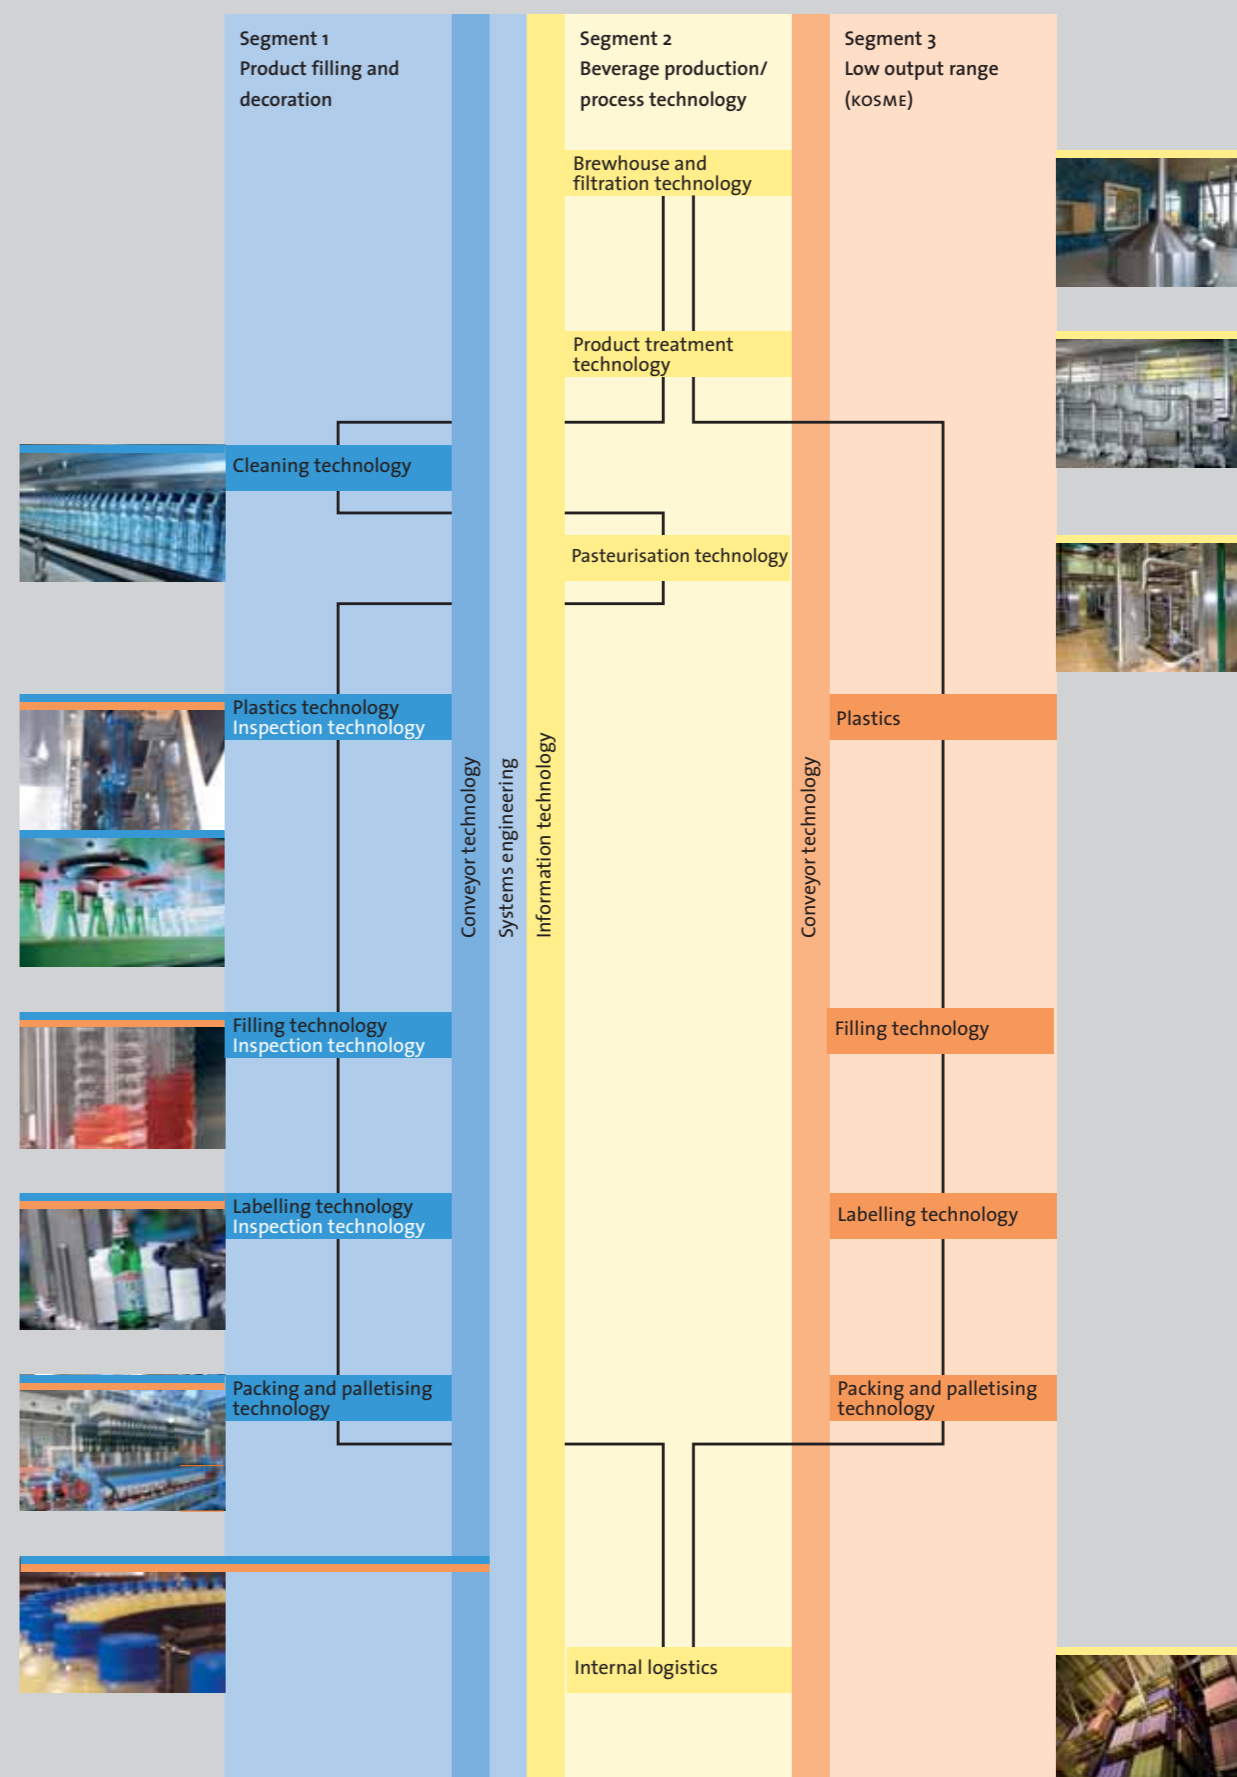 Segment 1
Product filling and
decoration
Segment 2
Beverage production/
process technology
Segment 3
Low output range
(KOSME)
Brewhouse and
filtration technology
Product treatment
technology
Cleaning technology
Pasteurisation technology
Plastics technology
Inspection technology
Plastics
Conveyor technology
Systems engineering
Information technology
Conveyor technology
Filling technology
Inspection technology
Filling technology
Labelling technology
Inspection technology
Labelling technology
Packing and palletising
technology
Packing and palletising
technology
Internal logistics